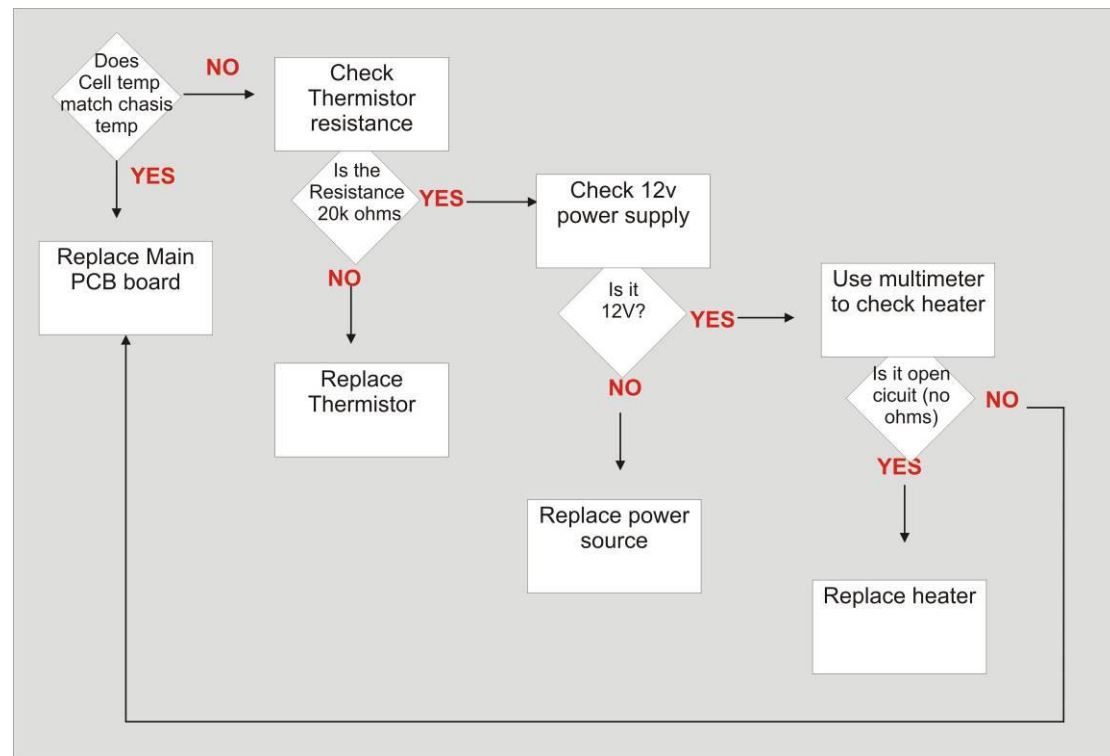 Does
Cell temp
match chasis
temp
NO
YES
Check
Thermistor
resistance
Is the
Resistance
20k ohms
YES
NO
Replace Main
PCB board
Replace
Thermistor
Check 12v
power supply
Is it
12V?
YES
NO
Replace power
source
Use multimeter
to check heater
Is it open
cicuit (no
ohms)
NO
YES
Replace heater